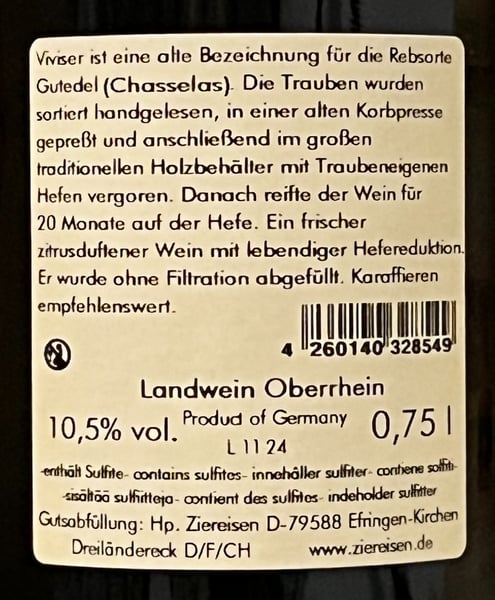 Viviser ist eine alte Bezeichnung für die Rebsorte
Gutedel (Chasselas). Die Trauben wurden
sortiert handgelesen, in einer alten Korbpresse
gepreßt und anschließend im großen
traditionellen Holzbehälter mit Traubeneigenen
Hefen vergoren. Danach reifte der Wein für
20 Monate auf der Hefe. Ein frischer
zitrusduftener Wein mit lebendiger Hefereduktion.
Er wurde ohne Filtration abgefüllt. Karaffieren
empfehlenswert.
4 260140 328549
Landwein Oberrhein
10,5% vol. Product of Germany 0,75 l
L 11 24
-enthält Sulfite- contains sulfites- innehåller sulfiter- contiene solfiti-
-sisältää sulfiitteja- contient des sulfites- indeholder sulfitter
Gutsabfüllung: Hp. Ziereisen D-79588 Efringen-Kirchen
Dreiländereck D/F/CH www.ziereisen.de